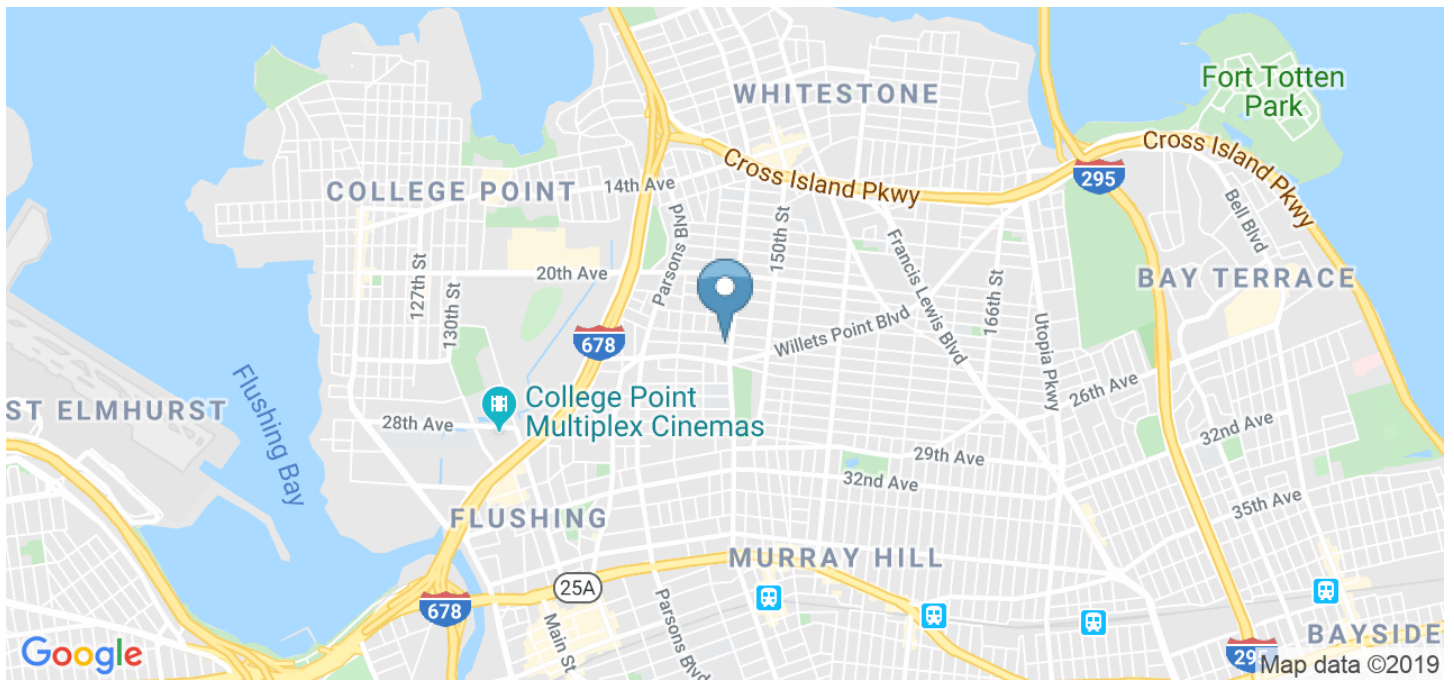 Fort Totten
Park
WHITESTONE
Cross Island Pkwy
Cross Island Pkwy
295
COLLEGE POINT
14th Ave
Parsons Blvd
150th St
Francis Lewis Blvd
Bell Blvd
127th St
130th St
20th Ave
166th St
BAY TERRACE
678
Willets Point Blvd
Utopia Pkwy
Flushing Bay
ST ELMHURST
College Point
Multiplex Cinemas
28th Ave
26th Ave
32nd Ave
29th Ave
32nd Ave
35th Ave
FLUSHING
MURRAY HILL
25A
678
Main St
Parsons Blvd
BAYSIDE
Google
29
Map data ©2019